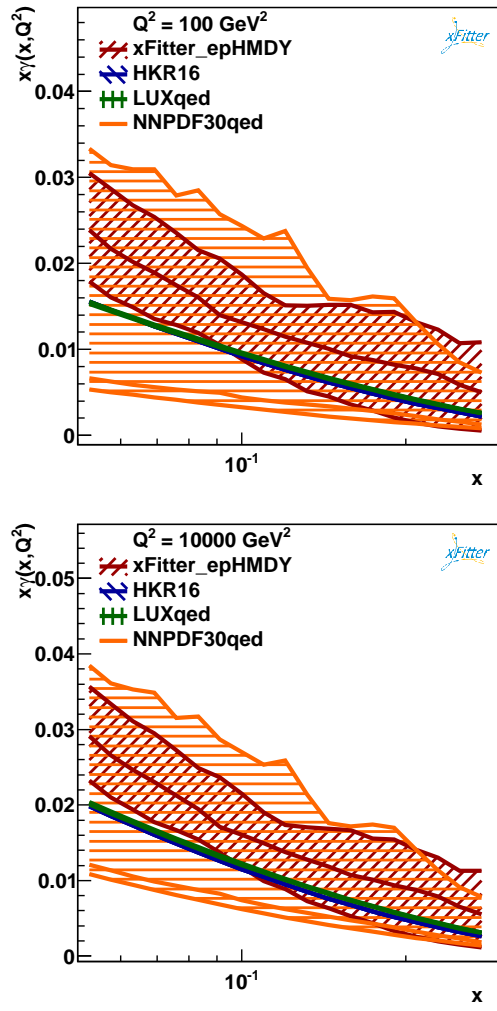 Q² = 100 GeV²
xFitter_epHMDY
HKR16
LUXqed
NNPDF30qed
xFitter
xγ(x,Q²)
0.04
0.03
0.02
0.01
0
10⁻¹
x
Q² = 10000 GeV²
xFitter_epHMDY
HKR16
LUXqed
NNPDF30qed
xFitter
xγ(x,Q²)
0.05
0.04
0.03
0.02
0.01
0
10⁻¹
x